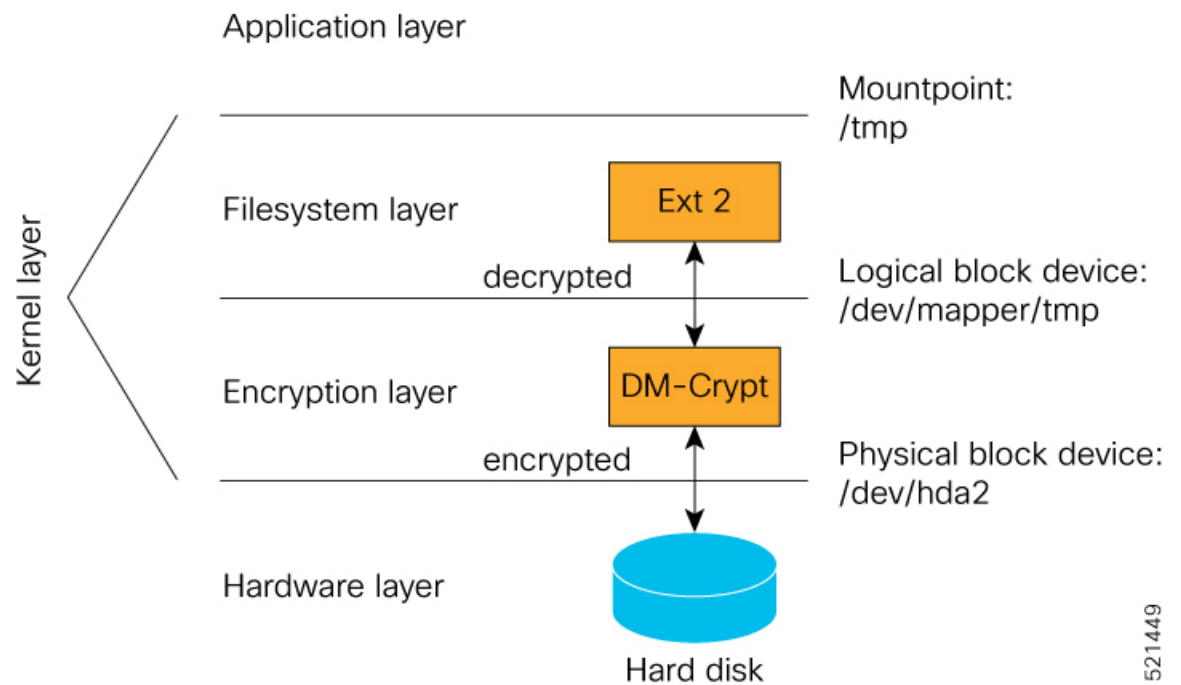 Application layer
Mountpoint:
/tmp
Kernel layer
Filesystem layer
Ext 2
decrypted
Logical block device:
/dev/mapper/tmp
Encryption layer
DM-Crypt
encrypted
Physical block device:
/dev/hda2
Hardware layer
Hard disk
521449